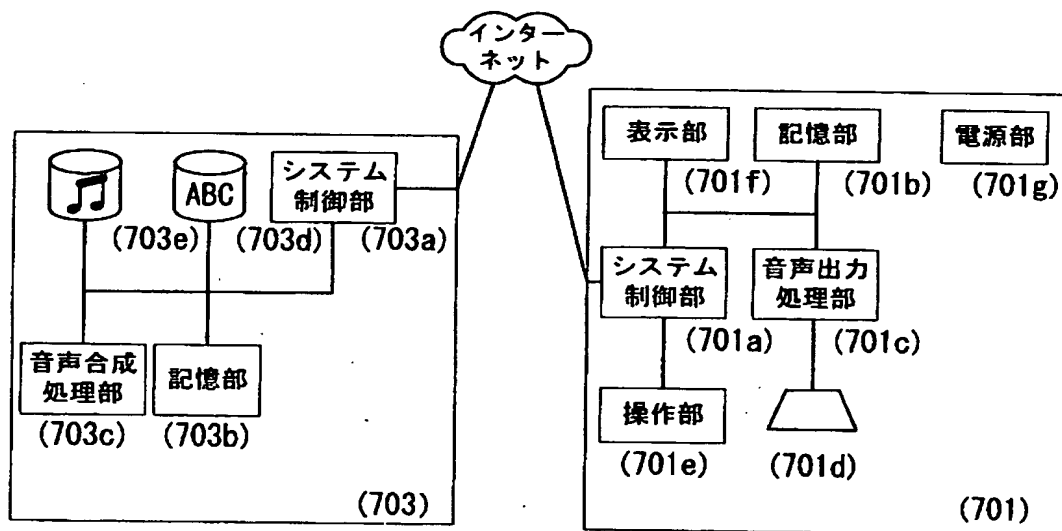 インター
ネット
ABC
システム
制御部
(703e)
(703d)
(703a)
音声合成
処理部
記憶部
(703c)
(703b)
(703)
表示部
記憶部
電源部
(701f)
(701b)
(701g)
システム
制御部
音声出力
処理部
(701a)
(701c)
操作部
(701e)
(701d)
(701)